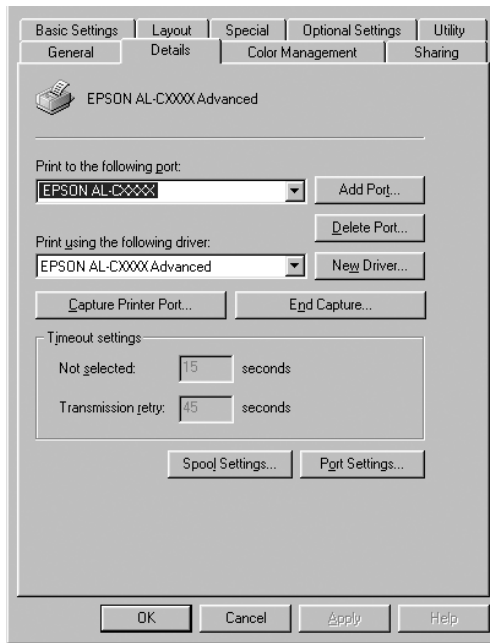 Basic Settings Layout Special Optional Settings Utility
General Details Color Management Sharing
EPSON AL-CXXXX Advanced
Print to the following port:
EPSON AL-CXXXX
Add Port...
Delete Port...
Print using the following driver:
EPSON AL-CXXXX Advanced
New Driver...
Capture Printer Port... End Capture...
Timeout settings
Not selected: 15 seconds
Transmission retry: 45 seconds
Spool Settings... Port Settings...
OK Cancel Apply Help